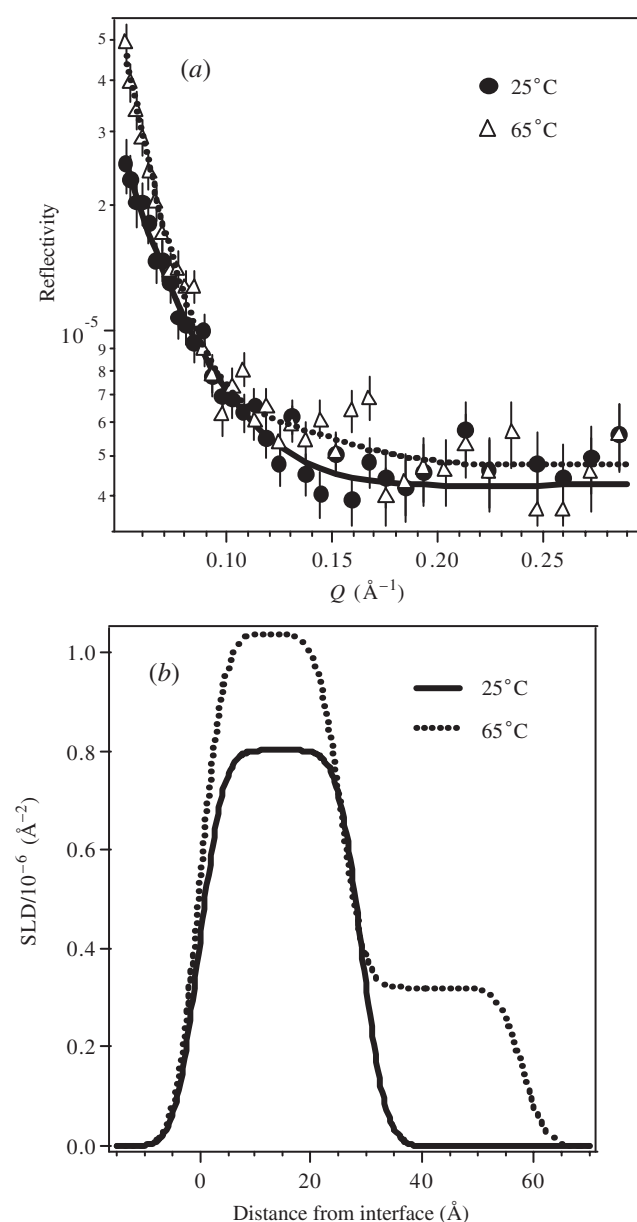 5
(a)
25°C
4
65°C
3
2
Reflectivity
10⁻⁵
9
8
7
6
5
4
0.10 0.15 0.20 0.25
Q (Å⁻¹)
(b)
1.0
25°C
65°C
0.8
0.6
SLD/10⁻⁶ (Å⁻²)
0.4
0.2
0.0
0 20 40 60
Distance from interface (Å)